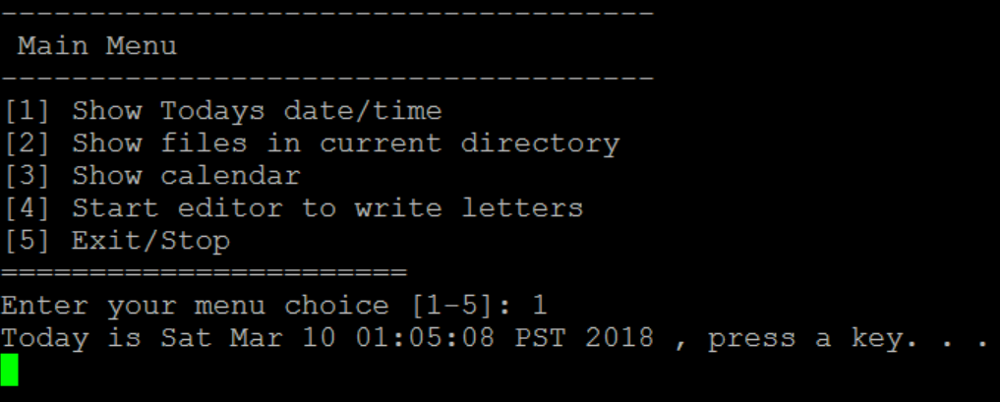 -------------------------------------
 Main Menu
-------------------------------------
[1] Show Todays date/time
[2] Show files in current directory
[3] Show calendar
[4] Start editor to write letters
[5] Exit/Stop
=======================
Enter your menu choice [1-5]: 1
Today is Sat Mar 10 01:05:08 PST 2018 , press a key. . .